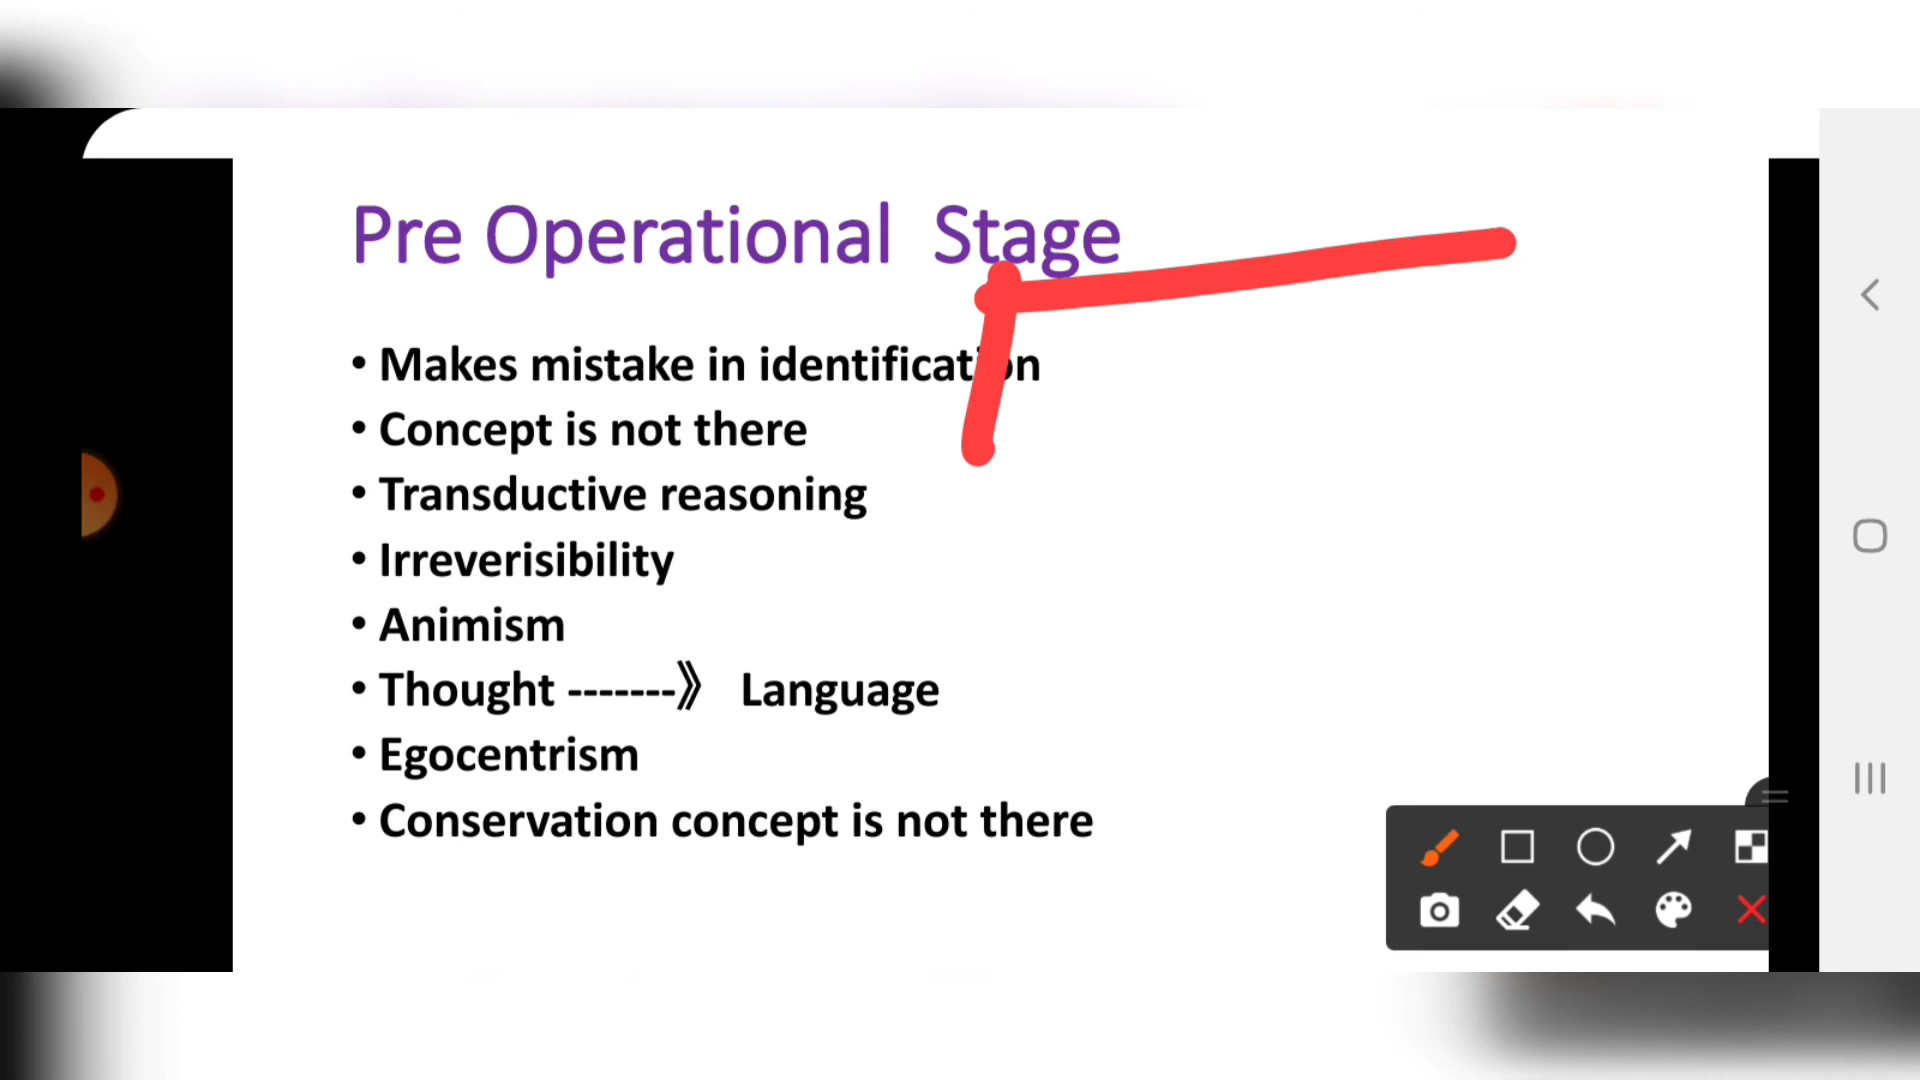 Pre Operational Stage
• Makes mistake in identification
• Concept is not there
• Transductive reasoning
• Irreverisibility
• Animism
• Thought -------》 Language
• Egocentrism
• Conservation concept is not there